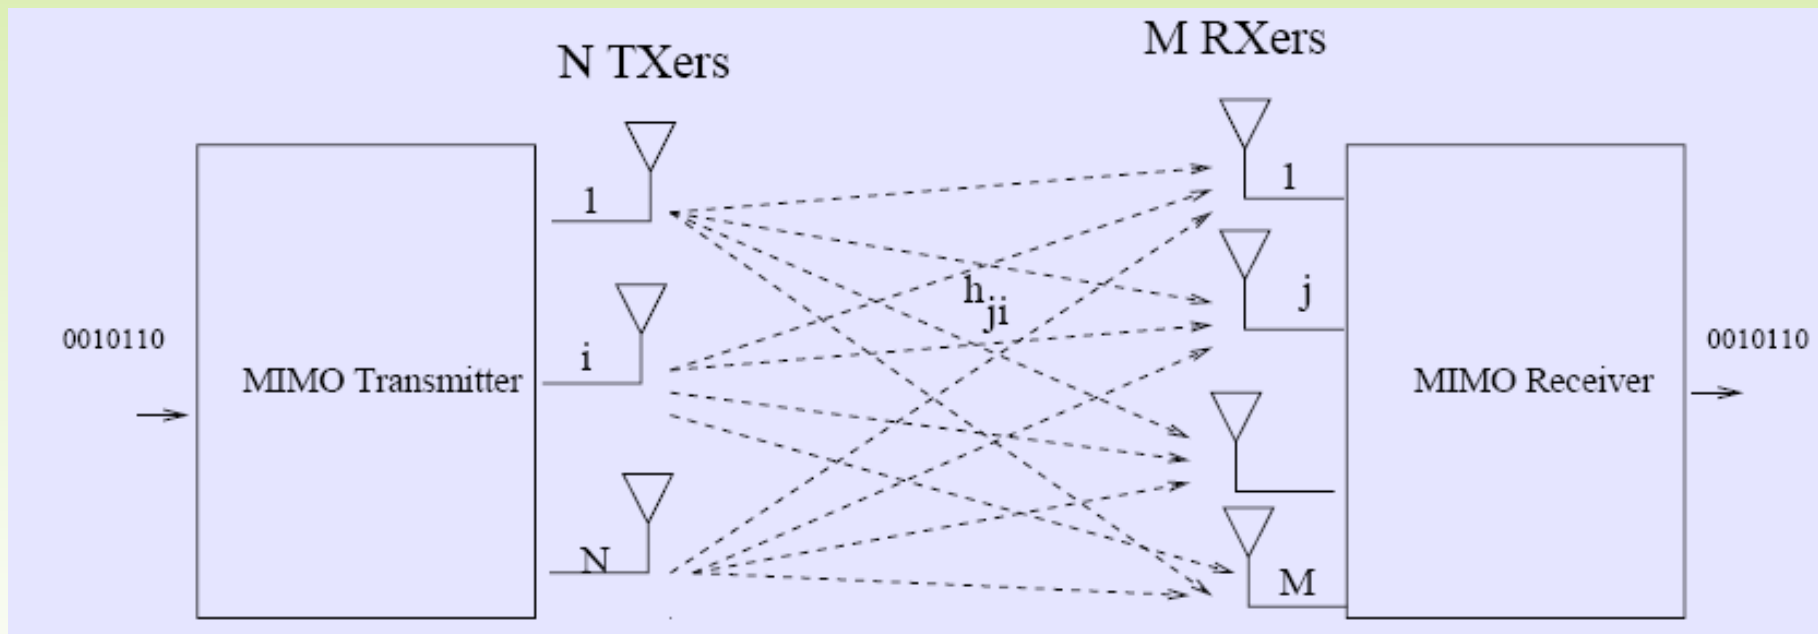 N TXers
M RXers
1
i
N
h
ji
1
j
M
0010110
MIMO Transmitter
MIMO Receiver
0010110